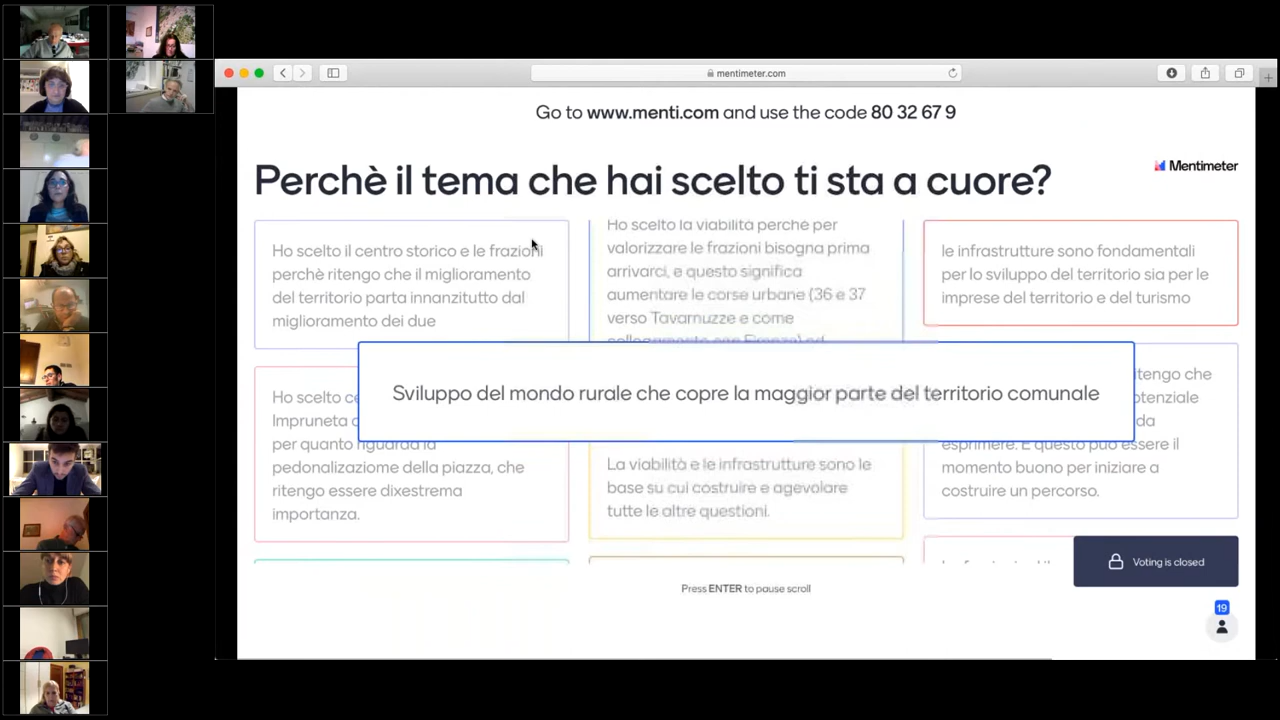 mentimeter.com
Go to www.menti.com and use the code 80 32 67 9
Mentimeter
Perchè il tema che hai scelto ti sta a cuore?
Ho scelto il centro storico e le frazioni
perchè ritengo che il miglioramento
del territorio parta innanzitutto dal
miglioramento dei due
Ho scelto
Impruneta
per quanto riguarda la
pedonalizazione della piazza, che
ritengo essere dixestrema
importanza.
Ho scelto la viabilità perchè per
valorizzare le frazioni bisogna prima
arrivarci, e questo significa
aumentare le corse urbane (36 e 37
verso Tavarnuzze e come
Sviluppo del mondo rurale che copre la maggior parte del territorio comunale
La viabilità e le infrastrutture sono le
base su cui costruire e agevolare
tutte le altre questioni.
le infrastrutture sono fondamentali
per lo sviluppo del territorio sia per le
imprese del territorio e del turismo
che
esprimere. E questo può essere il
momento buono per iniziare a
costruire un percorso.
Voting is closed
Press ENTER to pause scroll
19